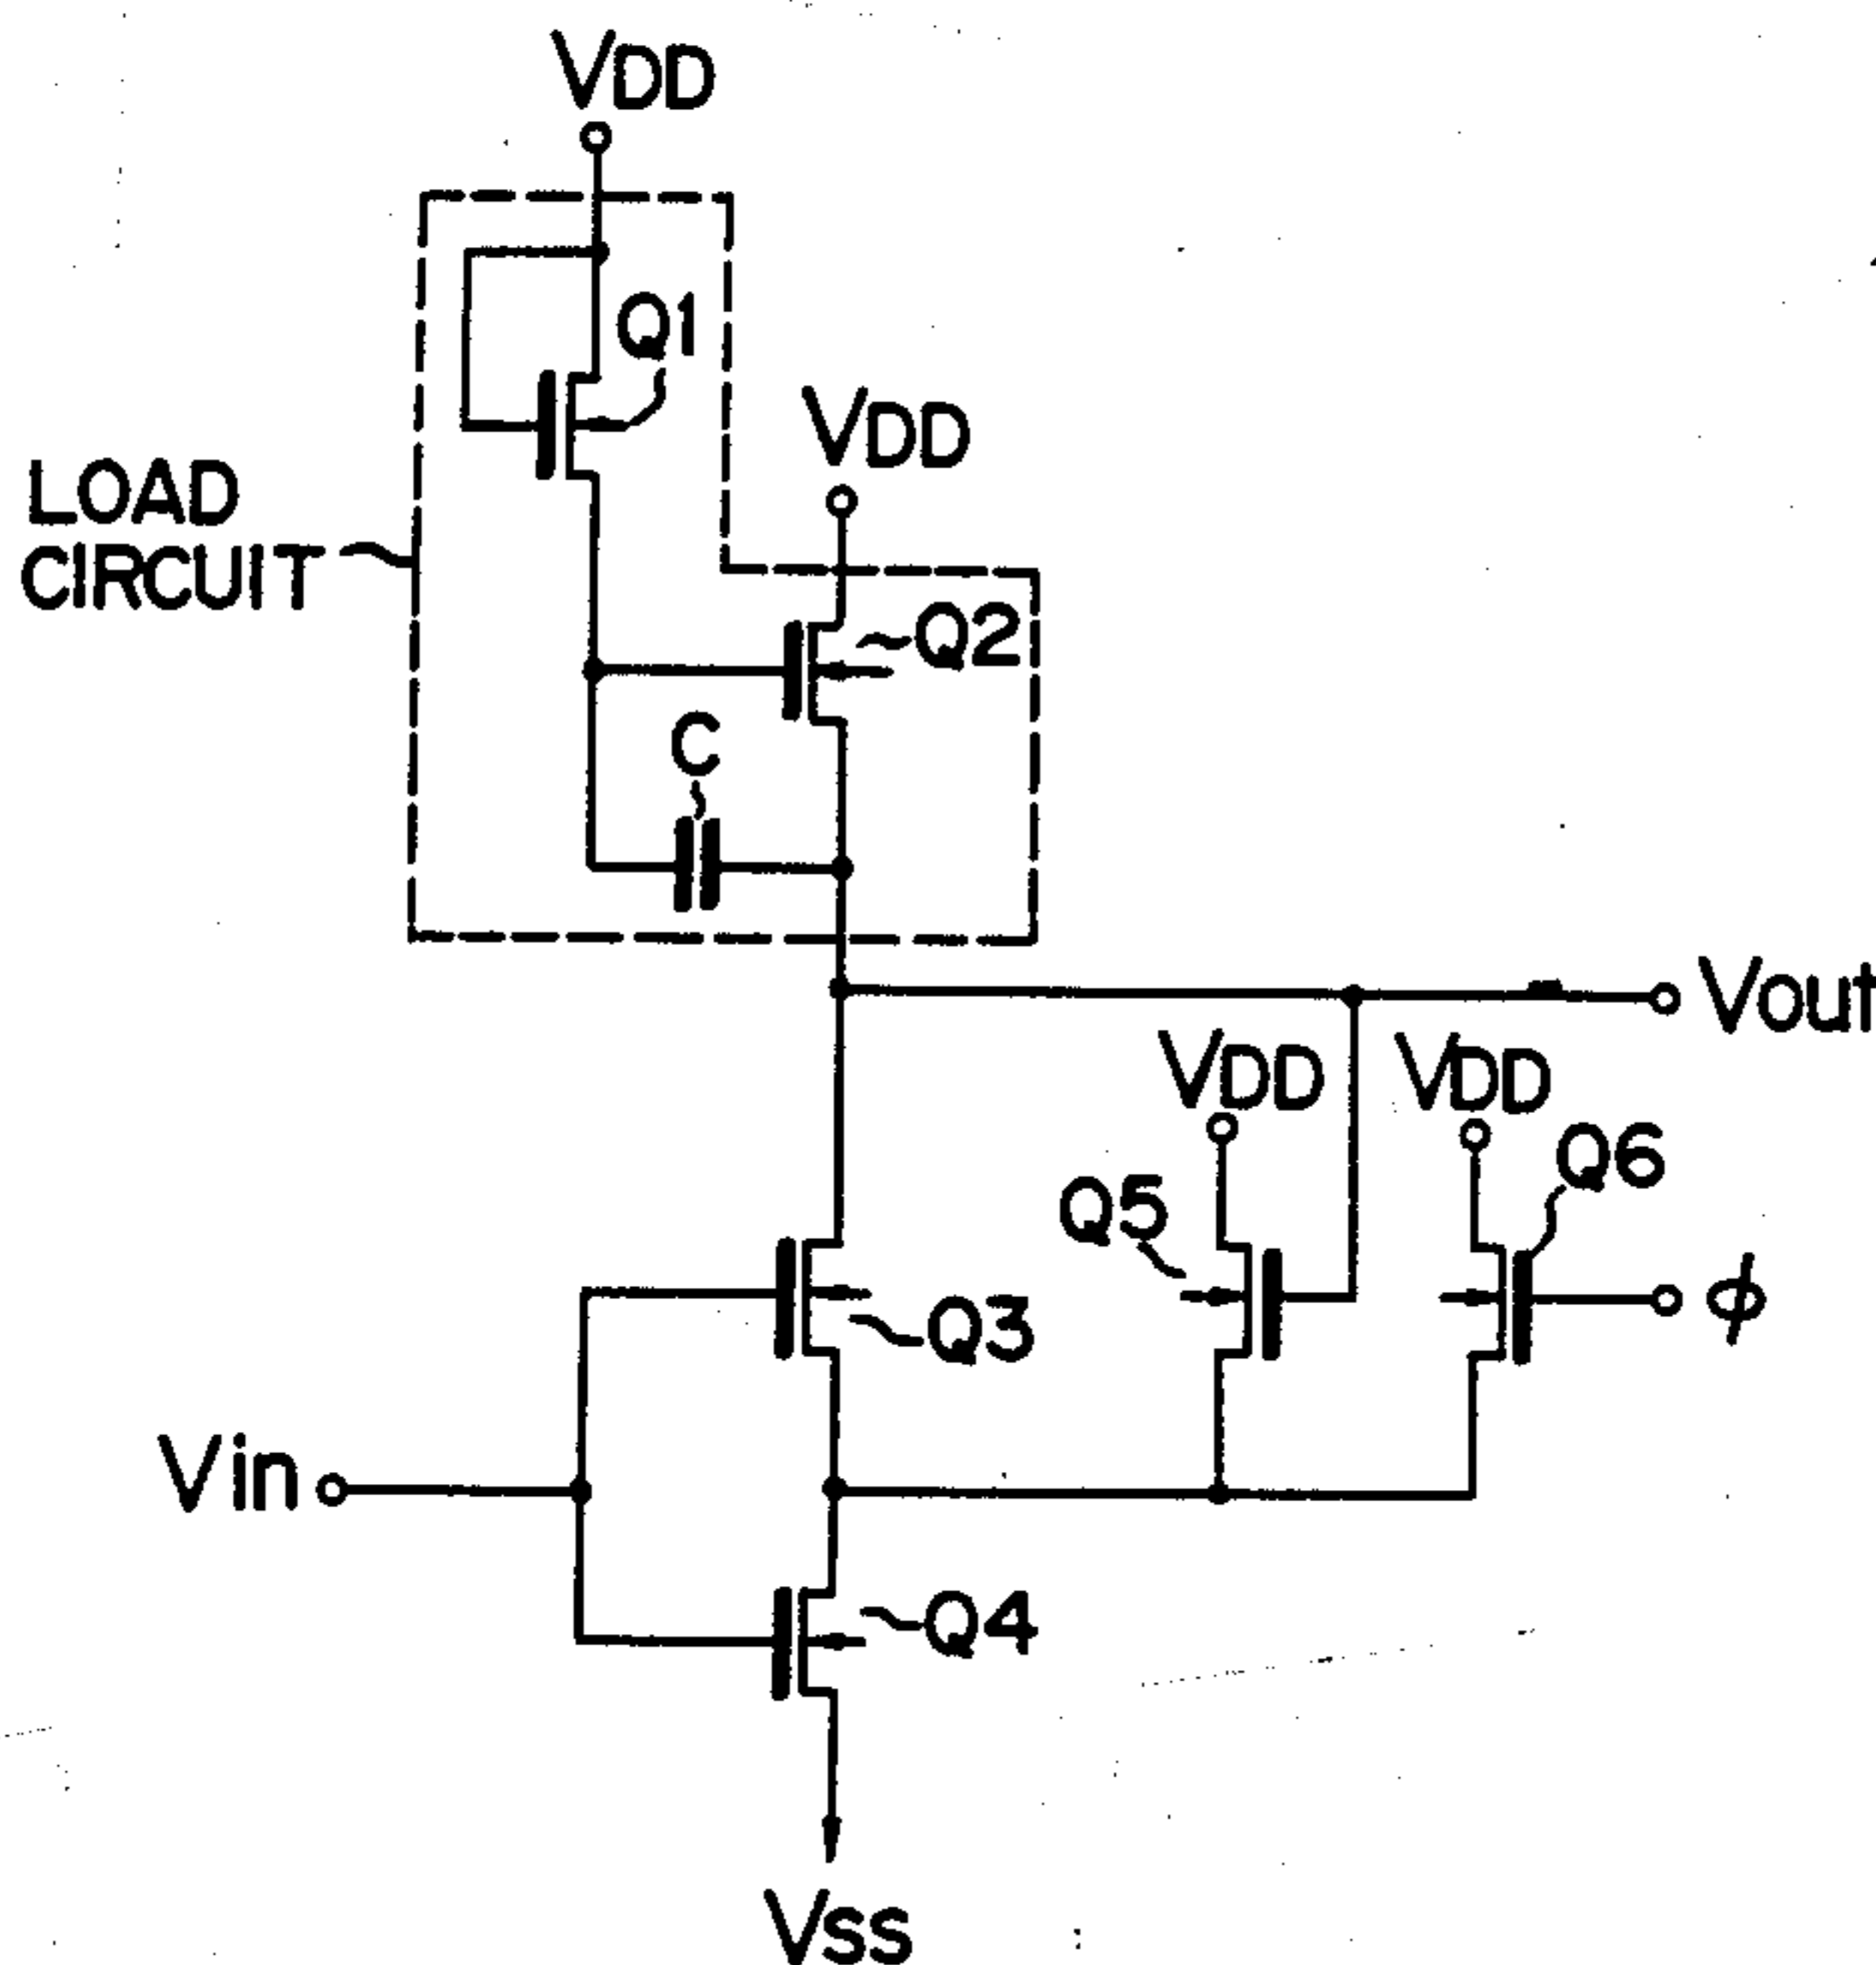 VDD
Q1
VDD
LOAD
CIRCUIT
Q2
C
Vout
VDD
VDD
Q6
Q5
Q3
ϕ
Vin
Q4
VSS